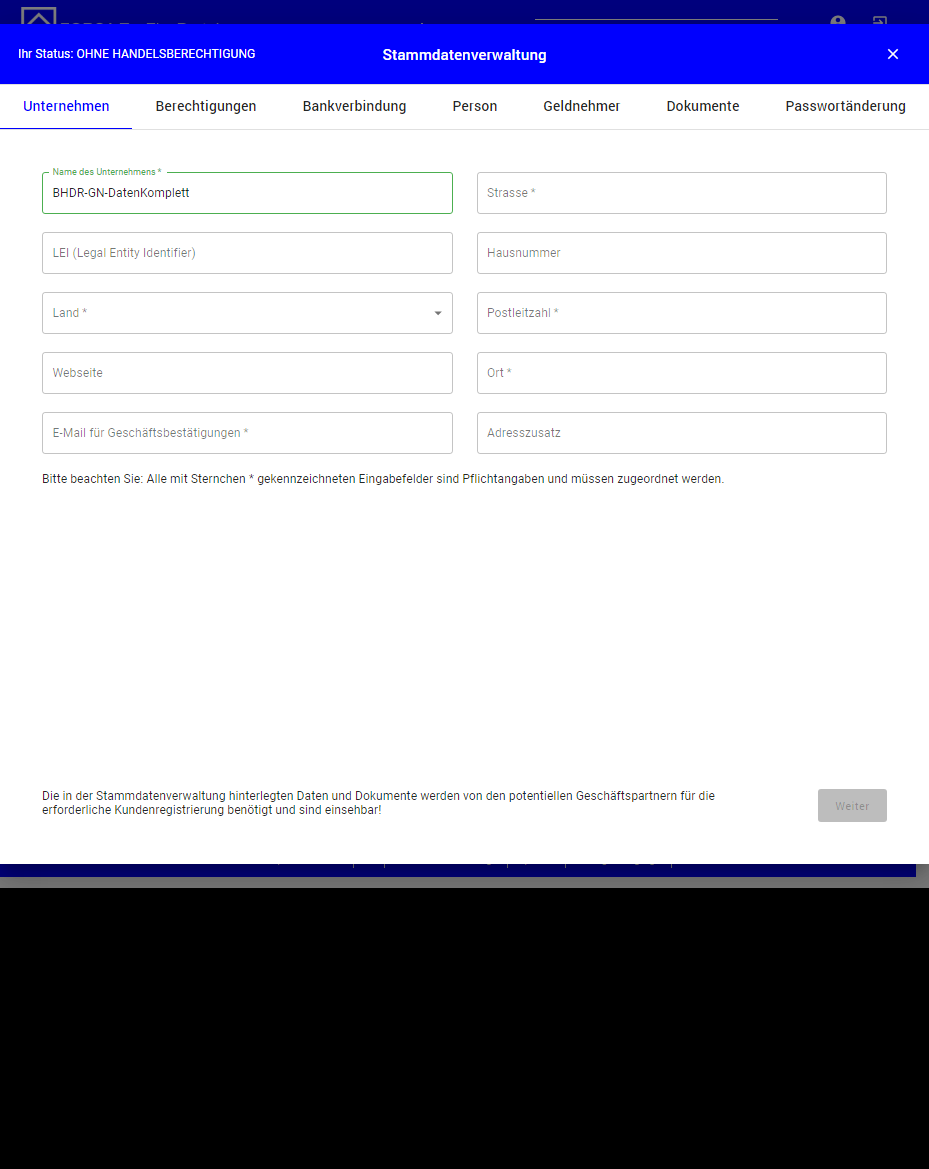 Ihr Status: OHNE HANDELSBERECHTIGUNG
Stammdatenverwaltung
Unternehmen
Berechtigungen
Bankverbindung
Person
Geldnehmer
Dokumente
Passwortänderung
Name des Unternehmens *
BHDR-GN-DatenKomplett
Strasse *
LEI (Legal Entity Identifier)
Hausnummer
Land *
Postleitzahl *
Webseite
Ort *
E-Mail für Geschäftsbestätigungen *
Adresszusatz
Bitte beachten Sie: Alle mit Sternchen * gekennzeichneten Eingabefelder sind Pflichtangaben und müssen zugeordnet werden.
Die in der Stammdatenverwaltung hinterlegten Daten und Dokumente werden von den potentiellen Geschäftspartnern für die
erforderliche Kundenregistrierung benötigt und sind einsehbar!
Weiter